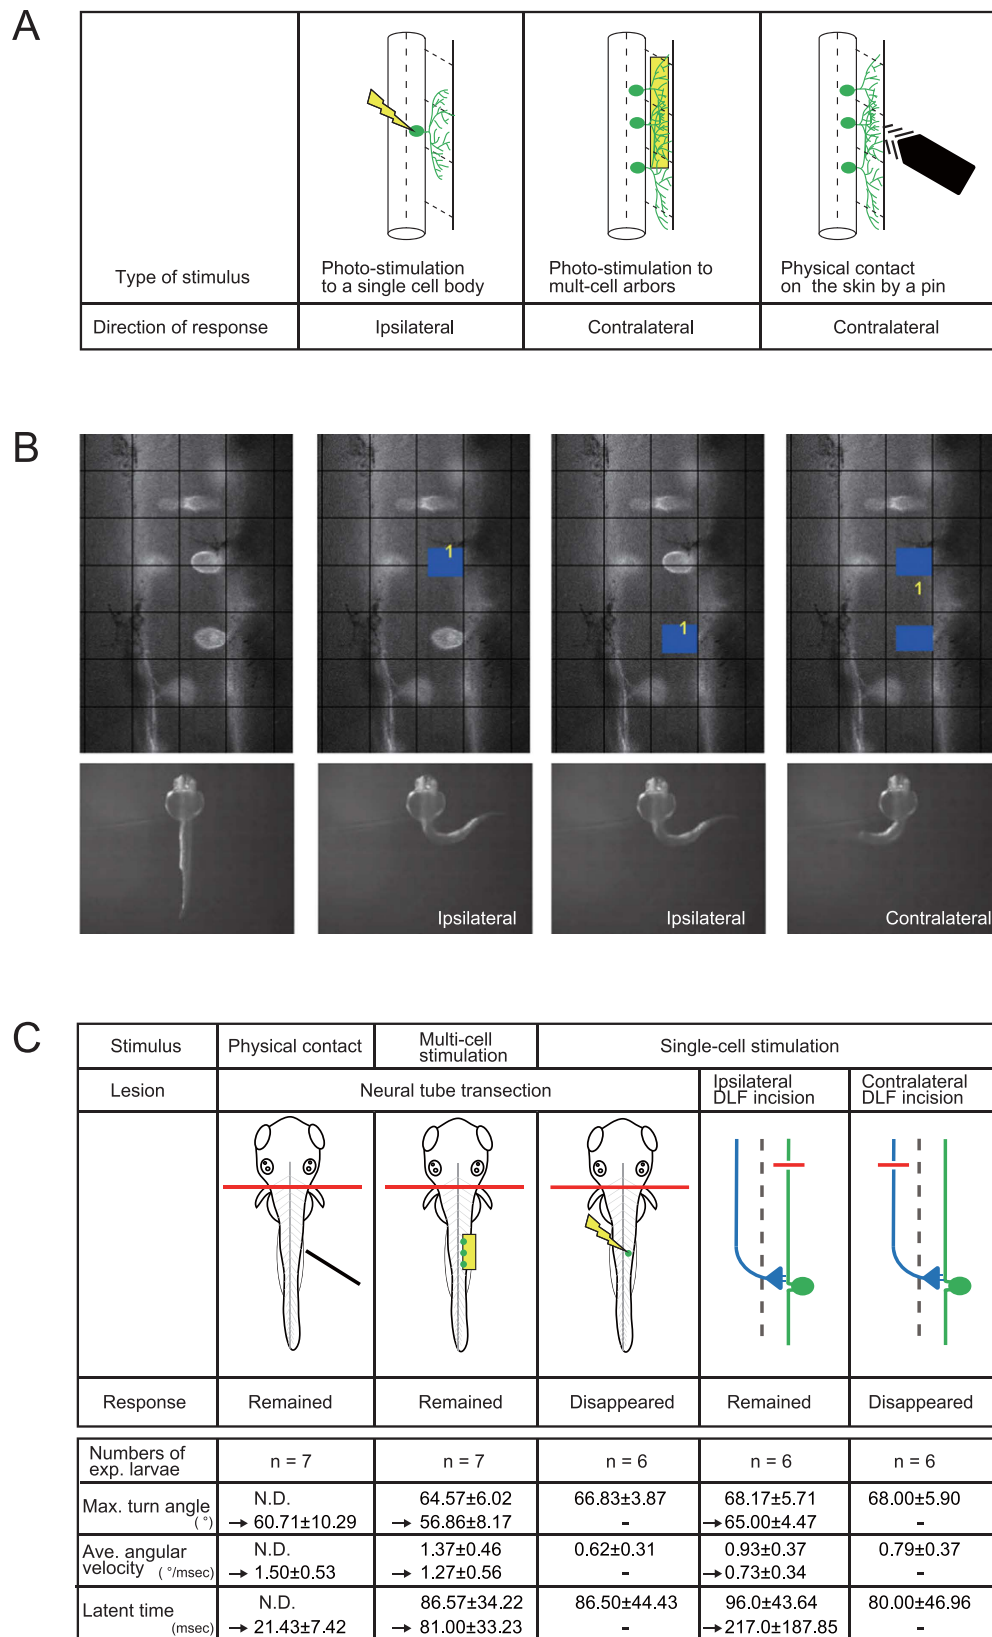 A
Type of stimulus
Photo-stimulation
to a single cell body
Photo-stimulation to
mult-cell arbors
Physical contact
on the skin by a pin
Direction of response
Ipsilateral
Contralateral
Contralateral
B
1
1
1
Ipsilateral
Ipsilateral
Contralateral
C
Stimulus
Physical contact
Multi-cell
stimulation
Single-cell stimulation
Lesion
Neural tube transection
Ipsilateral
DLF incision
Contralateral
DLF incision
Response
Remained
Remained
Disappeared
Remained
Disappeared
Numbers of
exp. larvae
n = 7
n = 7
n = 6
n = 6
n = 6
Max. turn angle
(°)
N.D.
→ 60.71±10.29
64.57±6.02
→ 56.86±8.17
66.83±3.87
-
68.17±5.71
→ 65.00±4.47
68.00±5.90
-
Ave. angular
velocity (°/msec)
N.D.
→ 1.50±0.53
1.37±0.46
→ 1.27±0.56
0.62±0.31
-
0.93±0.37
→ 0.73±0.34
0.79±0.37
-
Latent time
(msec)
N.D.
→ 21.43±7.42
86.57±34.22
→ 81.00±33.23
86.50±44.43
-
96.0±43.64
→ 217.0±187.85
80.00±46.96
-